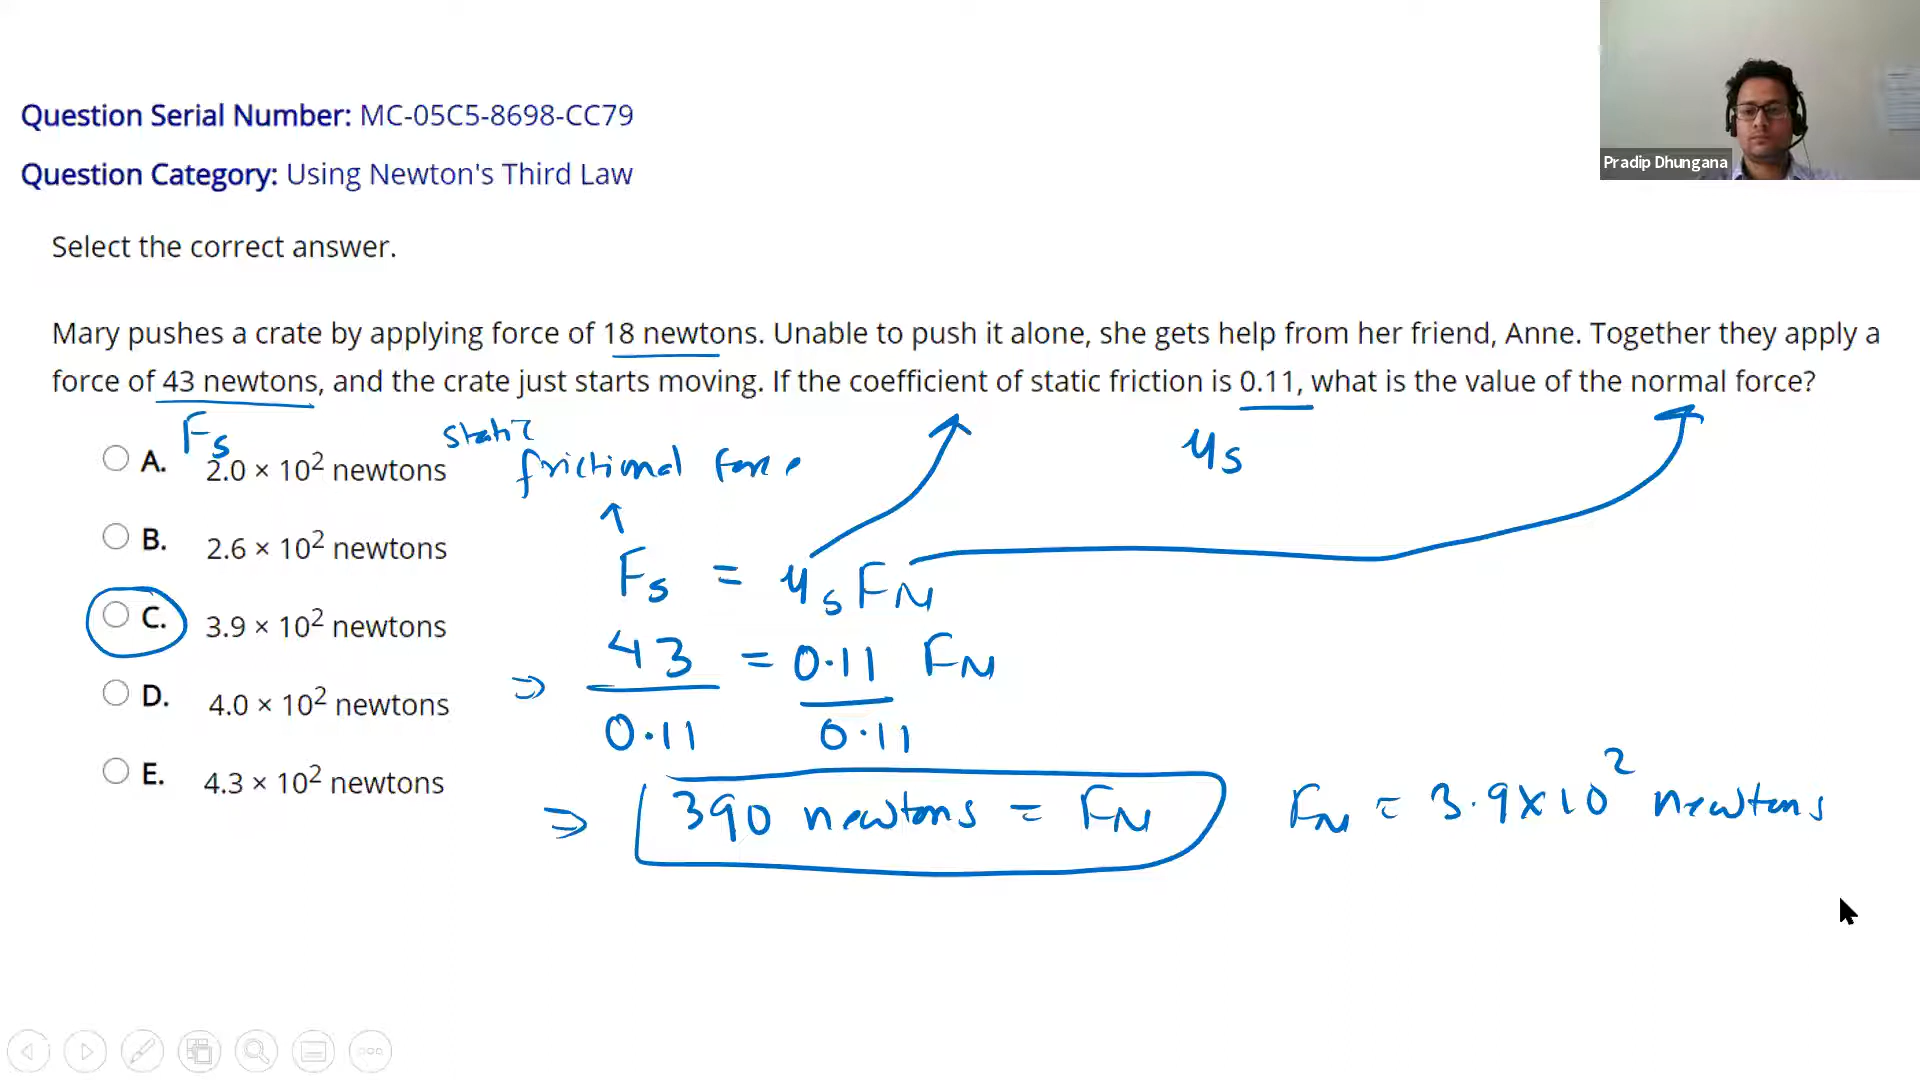 Question Serial Number: MC-05C5-8698-CC79
Pradip Dhungana
Question Category: Using Newton's Third Law
Select the correct answer.
Mary pushes a crate by applying force of 18 newtons. Unable to push it alone, she gets help from her friend, Anne. Together they apply a
force of 43 newtons, and the crate just starts moving. If the coefficient of static friction is 0.11, what is the value of the normal force?
Fs
static
μs
A. 2.0 × 10² newtons
frictional force
↑
B. 2.6 × 10² newtons
Fs = μs FN
C. 3.9 × 10² newtons
⇒ 43/0.11 = 0.11/0.11 FN
D. 4.0 × 10² newtons
E. 4.3 × 10² newtons
⇒ 390 newtons = FN
FN = 3.9 × 10² newtons